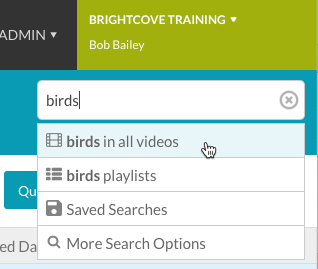 ADMIN
BRIGHTCOVE TRAINING
Bob Bailey
birds
birds in all videos
Qu
birds playlists
Saved Searches
ed Da
More Search Options